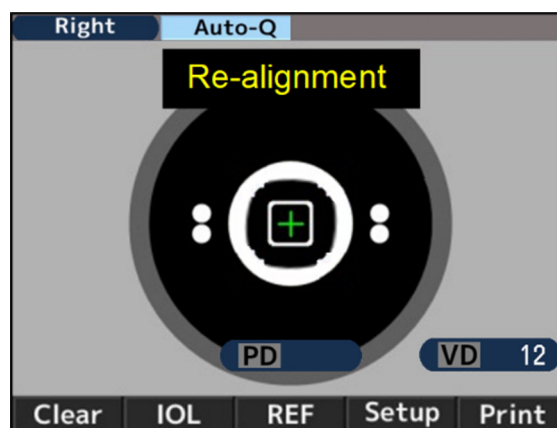 Right Auto-Q
Re-alignment
PD VD 12
Clear IOL REF Setup Print